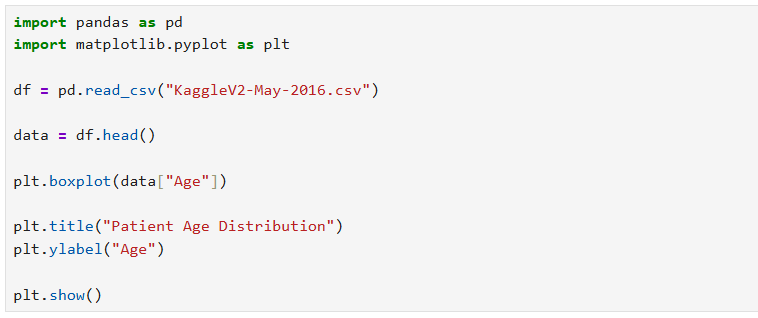 import pandas as pd
import matplotlib.pyplot as plt
df = pd.read_csv("KaggleV2-May-2016.csv")
data = df.head()
plt.boxplot(data["Age"])
plt.title("Patient Age Distribution")
plt.ylabel("Age")
plt.show()